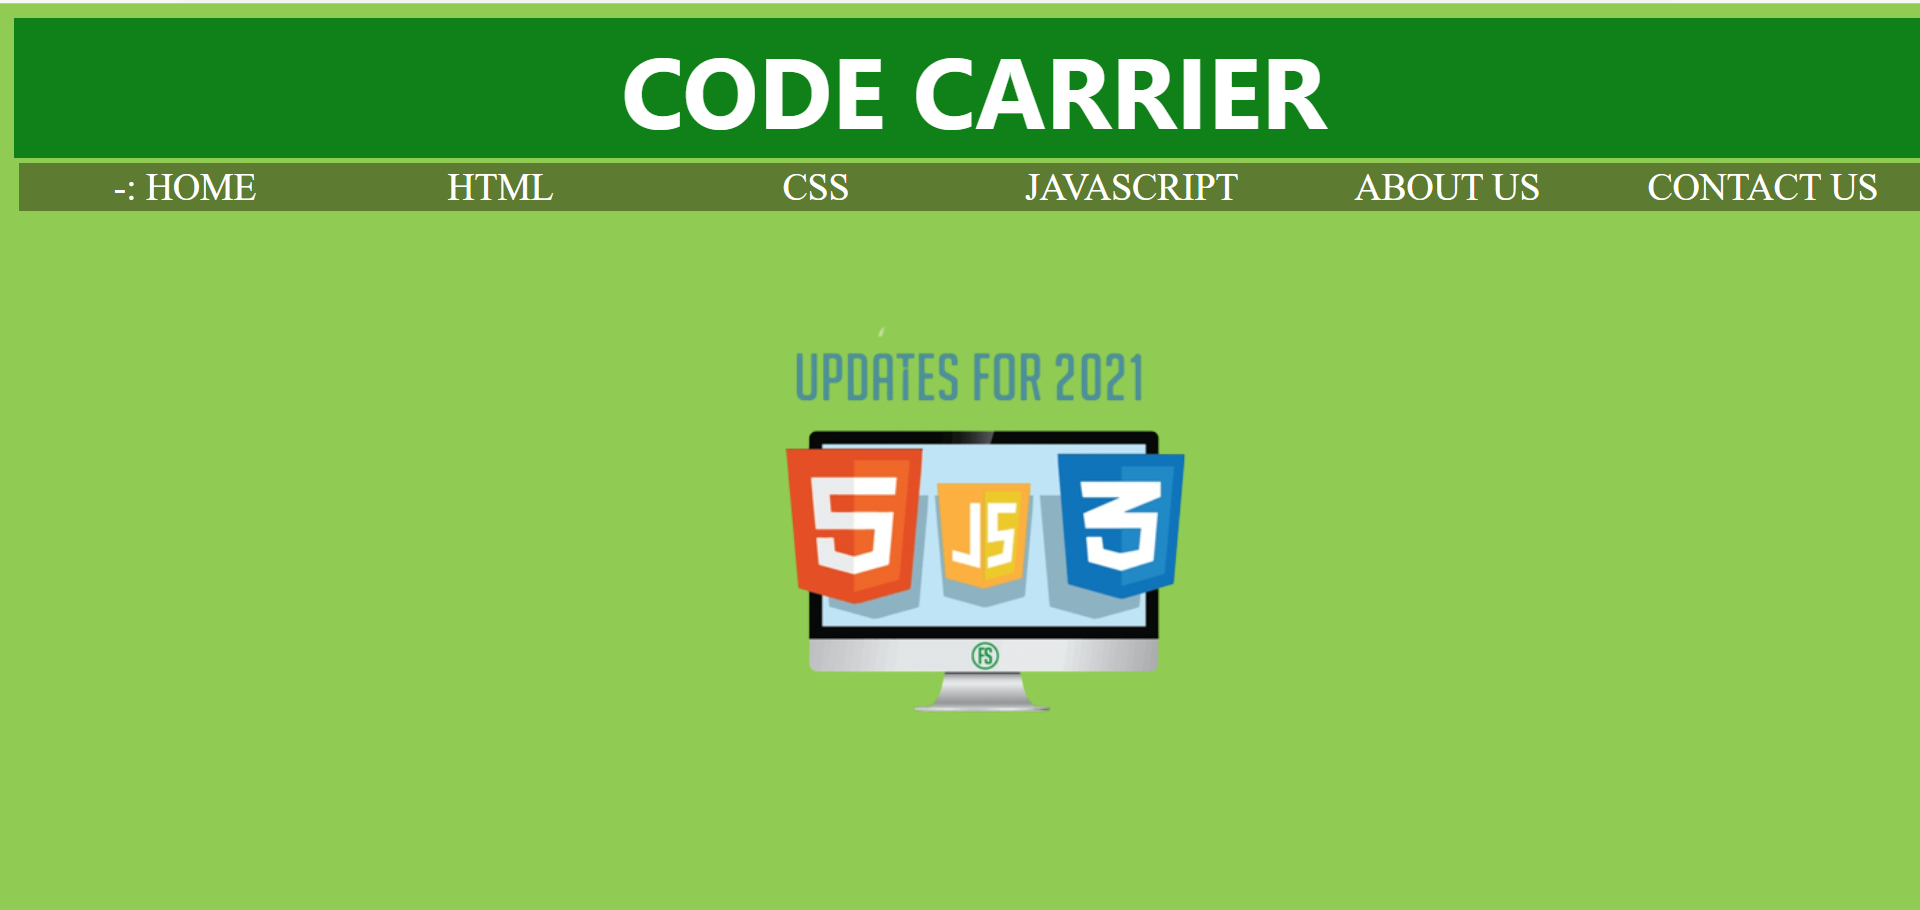 CODE CARRIER
-: HOME HTML CSS JAVASCRIPT ABOUT US CONTACT US
UPDATES FOR 2021
5 JS 3
FS